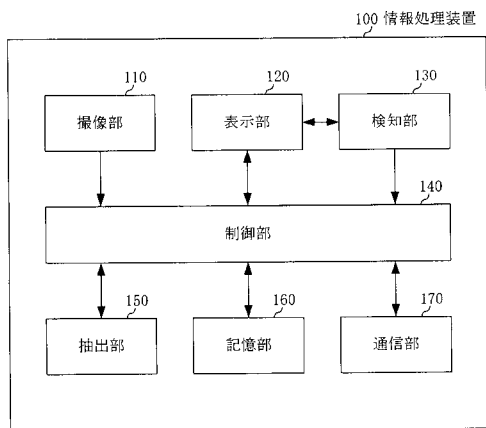 100 情報処理装置
110
撮像部
120
表示部
130
検知部
140
制御部
150
抽出部
160
記憶部
170
通信部